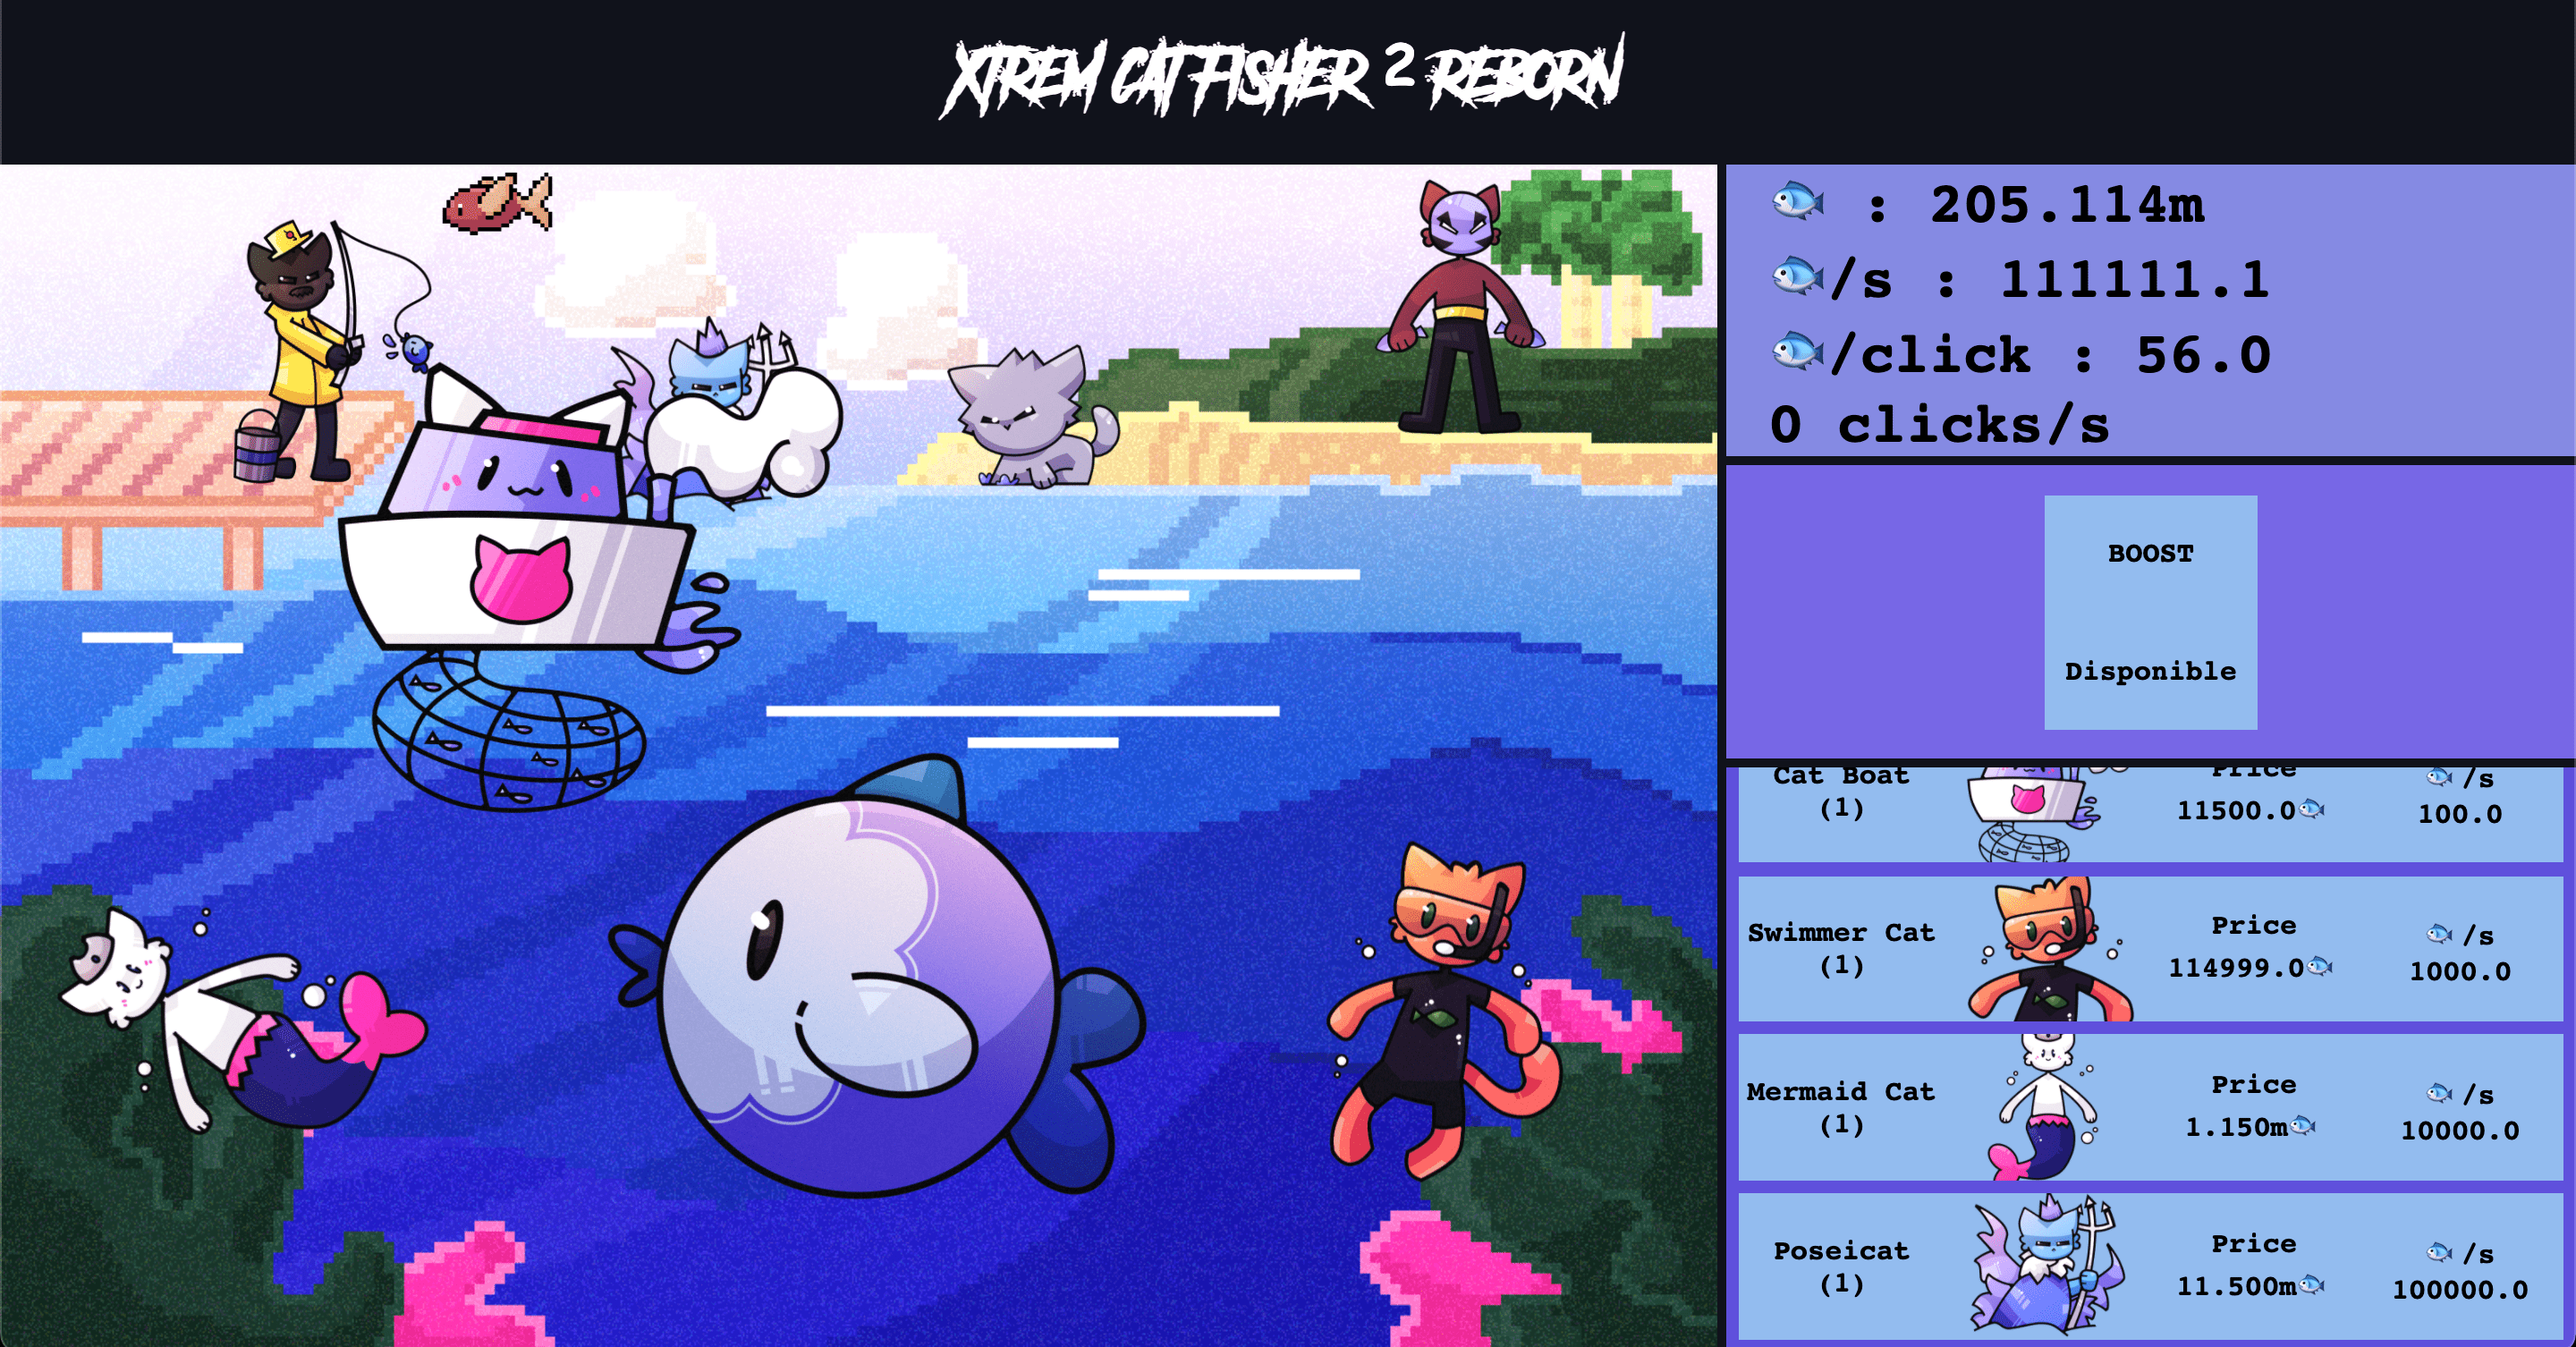 XTREM CATFISHER 2 REBORN
: 205.114m
/s : 111111.1
/click : 56.0
0 clicks/s
BOOST
Disponible
Cat Boat
(1)
Price
11500.0
/s
100.0
Swimmer Cat
(1)
Price
114999.0
/s
1000.0
Mermaid Cat
(1)
Price
1.150m
/s
10000.0
Poseicat
(1)
Price
11.500m
/s
100000.0